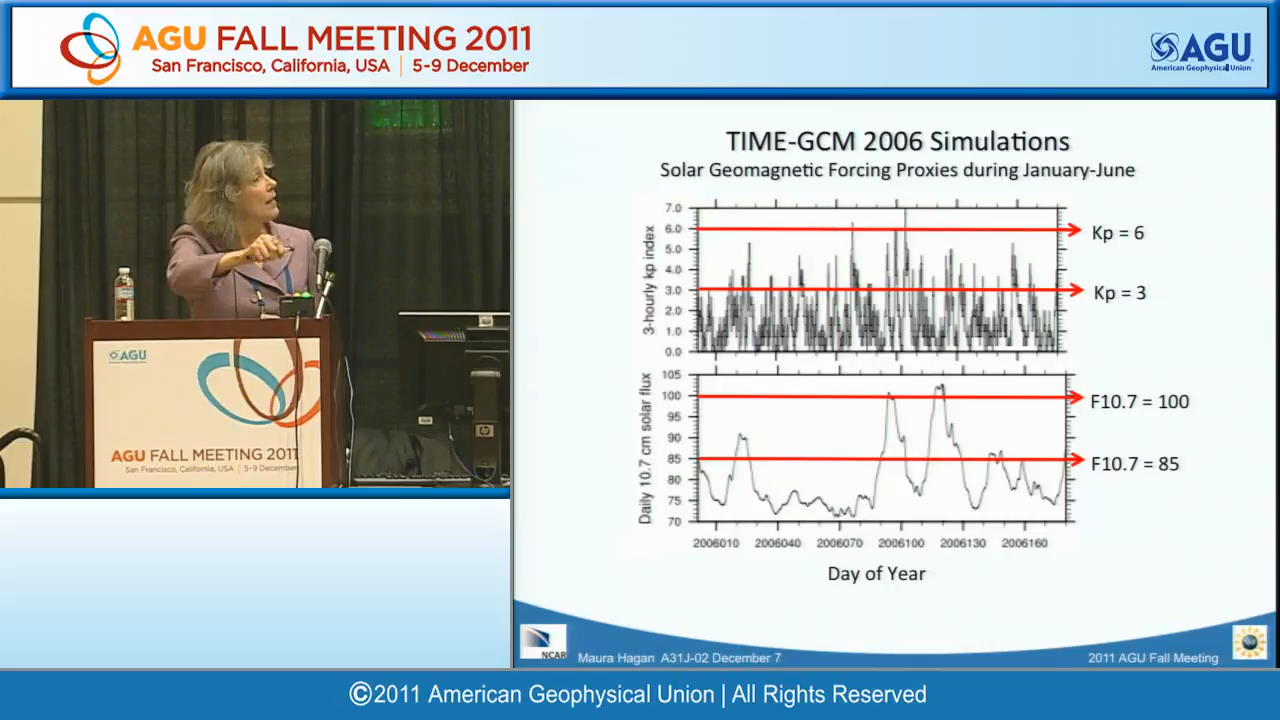 AGU FALL MEETING 2011
San Francisco, California, USA | 5-9 December
AGU
American Geophysical Union
AGU
AGU FALL MEETING 2011
San Francisco, California, USA | 5-9 December
hp
TIME-GCM 2006 Simulations
Solar Geomagnetic Forcing Proxies during January-June
3-hourly kp index
7.0
6.0
5.0
4.0
3.0
2.0
1.0
0.0
Kp = 6
Kp = 3
Daily 10.7 cm solar flux
105
100
95
90
85
80
75
70
F10.7 = 100
F10.7 = 85
2006010 2006040 2006070 2006100 2006130 2006160
Day of Year
NCAR
Maura Hagan A31J-02 December 7
2011 AGU Fall Meeting
©2011 American Geophysical Union | All Rights Reserved